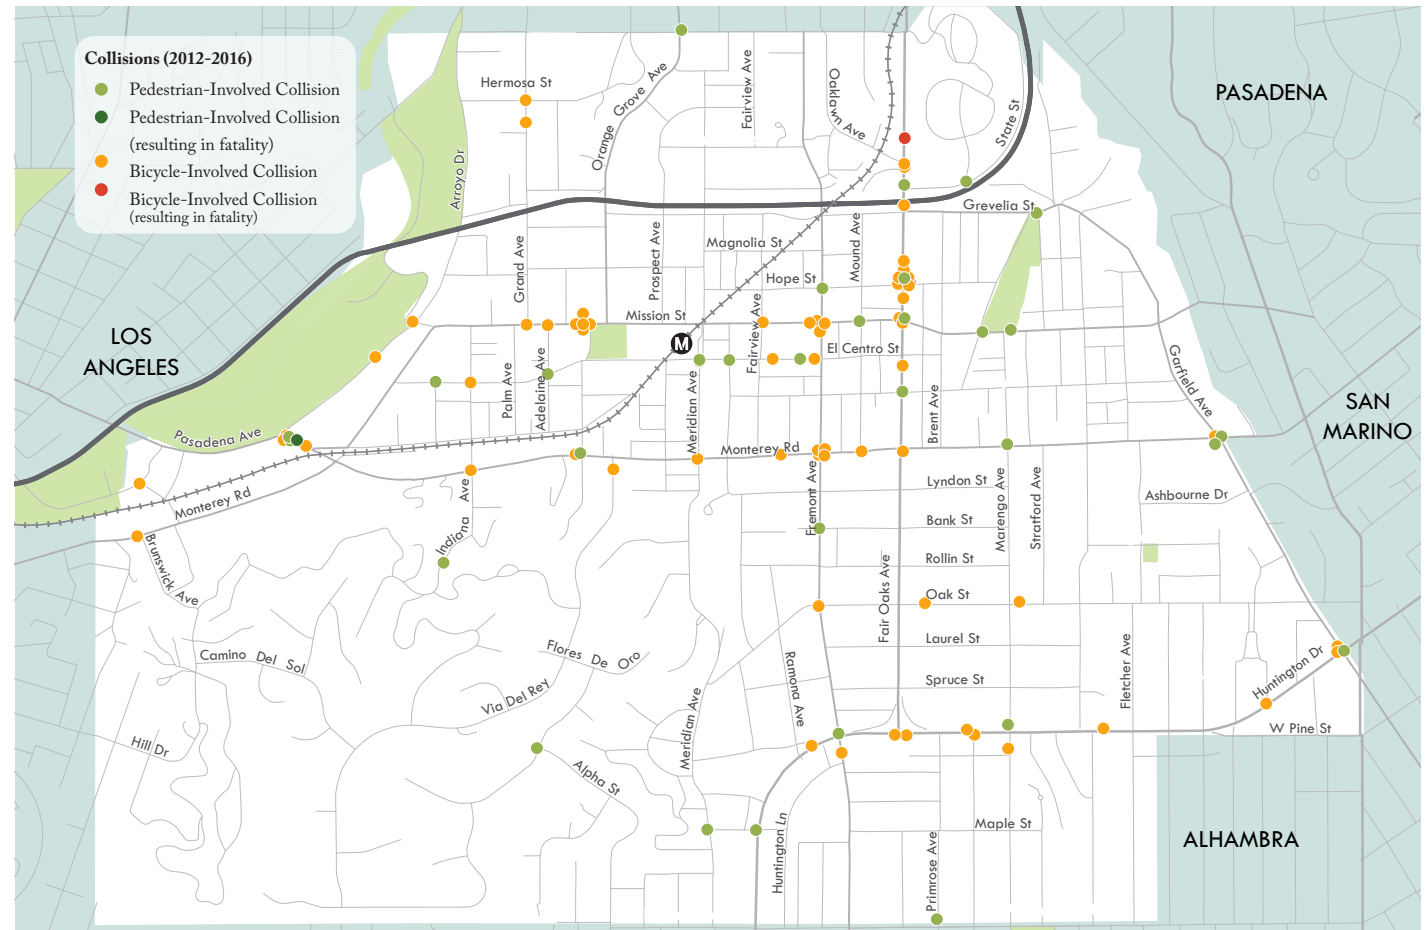 Collisions (2012-2016)
Pedestrian-Involved Collision
Pedestrian-Involved Collision
(resulting in fatality)
Bicycle-Involved Collision
Bicycle-Involved Collision
(resulting in fatality)
PASADENA
Hermosa St
Orange Grove Ave
Fairview Ave
Oaklawn Ave
State St
Arroyo Dr
Grevelia St
Grand Ave
Prospect Ave
Magnolia St
Mound Ave
Hope St
Mission St
Fairview Ave
El Centro St
M
LOS
ANGELES
Palm Ave
Adelaine Ave
Meridian Ave
Brent Ave
Garfield Ave
SAN
MARINO
Pasadena Ave
Monterey Rd
Monterey Rd
Fremont Ave
Lyndon St
Marengo Ave
Stratford Ave
Ashbourne Dr
Indiana Ave
Bank St
Brunswick Ave
Rollin St
Fair Oaks Ave
Oak St
Laurel St
Fletcher Ave
Camino Del Sol
Flores De Oro
Ramona Ave
Huntington Dr
Spruce St
Via Del Rey
Meridian Ave
Hill Dr
W Pine St
Alpha St
Huntington Ln
Maple St
Primrose Ave
ALHAMBRA